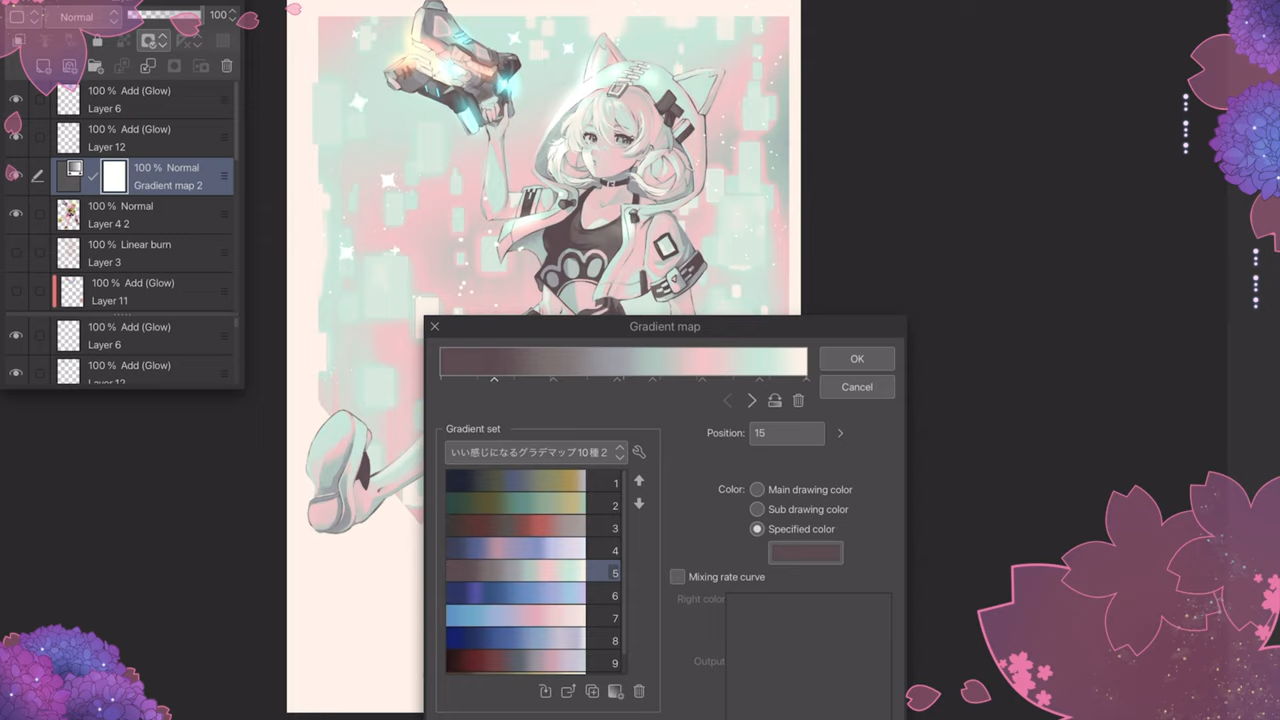 Normal
100
100 % Add (Glow)
Layer 6
100 % Add (Glow)
Layer 12
100 % Normal
Gradient map 2
100 % Normal
Layer 4 2
100 % Linear burn
Layer 3
100 % Add (Glow)
Layer 11
100 % Add (Glow)
Layer 6
100 % Add (Glow)
Layer 12
Gradient map
OK
Cancel
Position: 15
Gradient set
いい感じになるグラデマップ10種2
1
2
3
4
5
6
7
8
9
Color: Main drawing color
Sub drawing color
Specified color
Mixing rate curve
Right color
Output